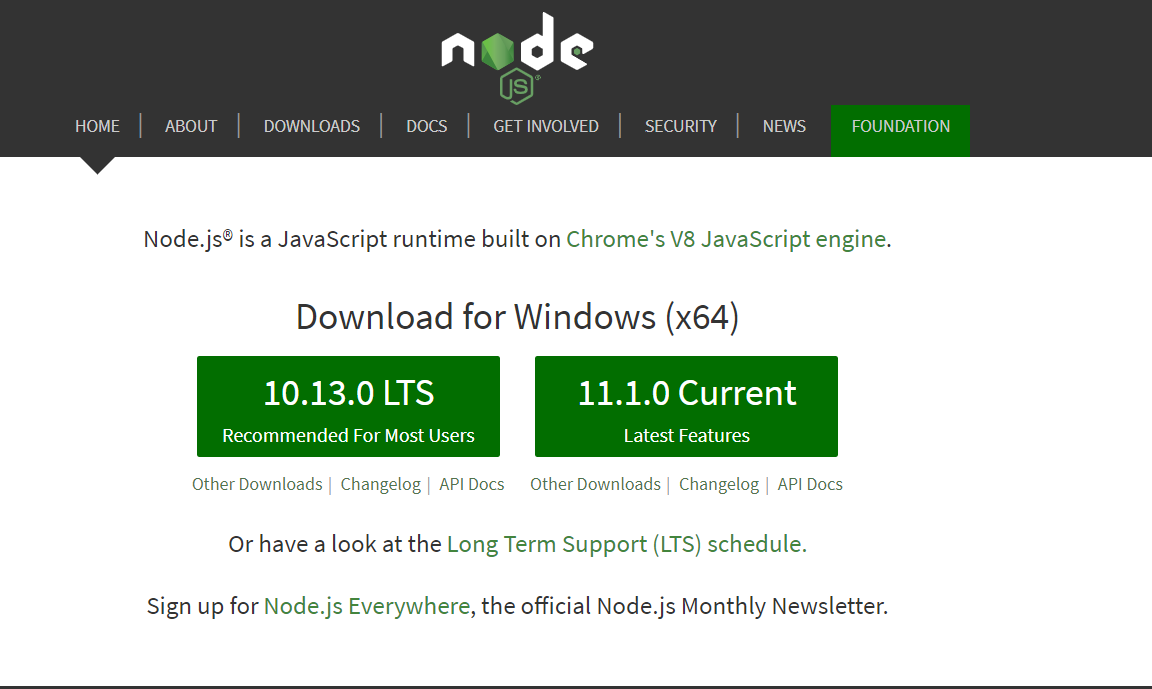 node
JS®
HOME | ABOUT | DOWNLOADS | DOCS | GET INVOLVED | SECURITY | NEWS FOUNDATION
Node.js® is a JavaScript runtime built on Chrome's V8 JavaScript engine.
Download for Windows (x64)
10.13.0 LTS 11.1.0 Current
Recommended For Most Users Latest Features
Other Downloads | Changelog | API Docs Other Downloads | Changelog | API Docs
Or have a look at the Long Term Support (LTS) schedule.
Sign up for Node.js Everywhere, the official Node.js Monthly Newsletter.